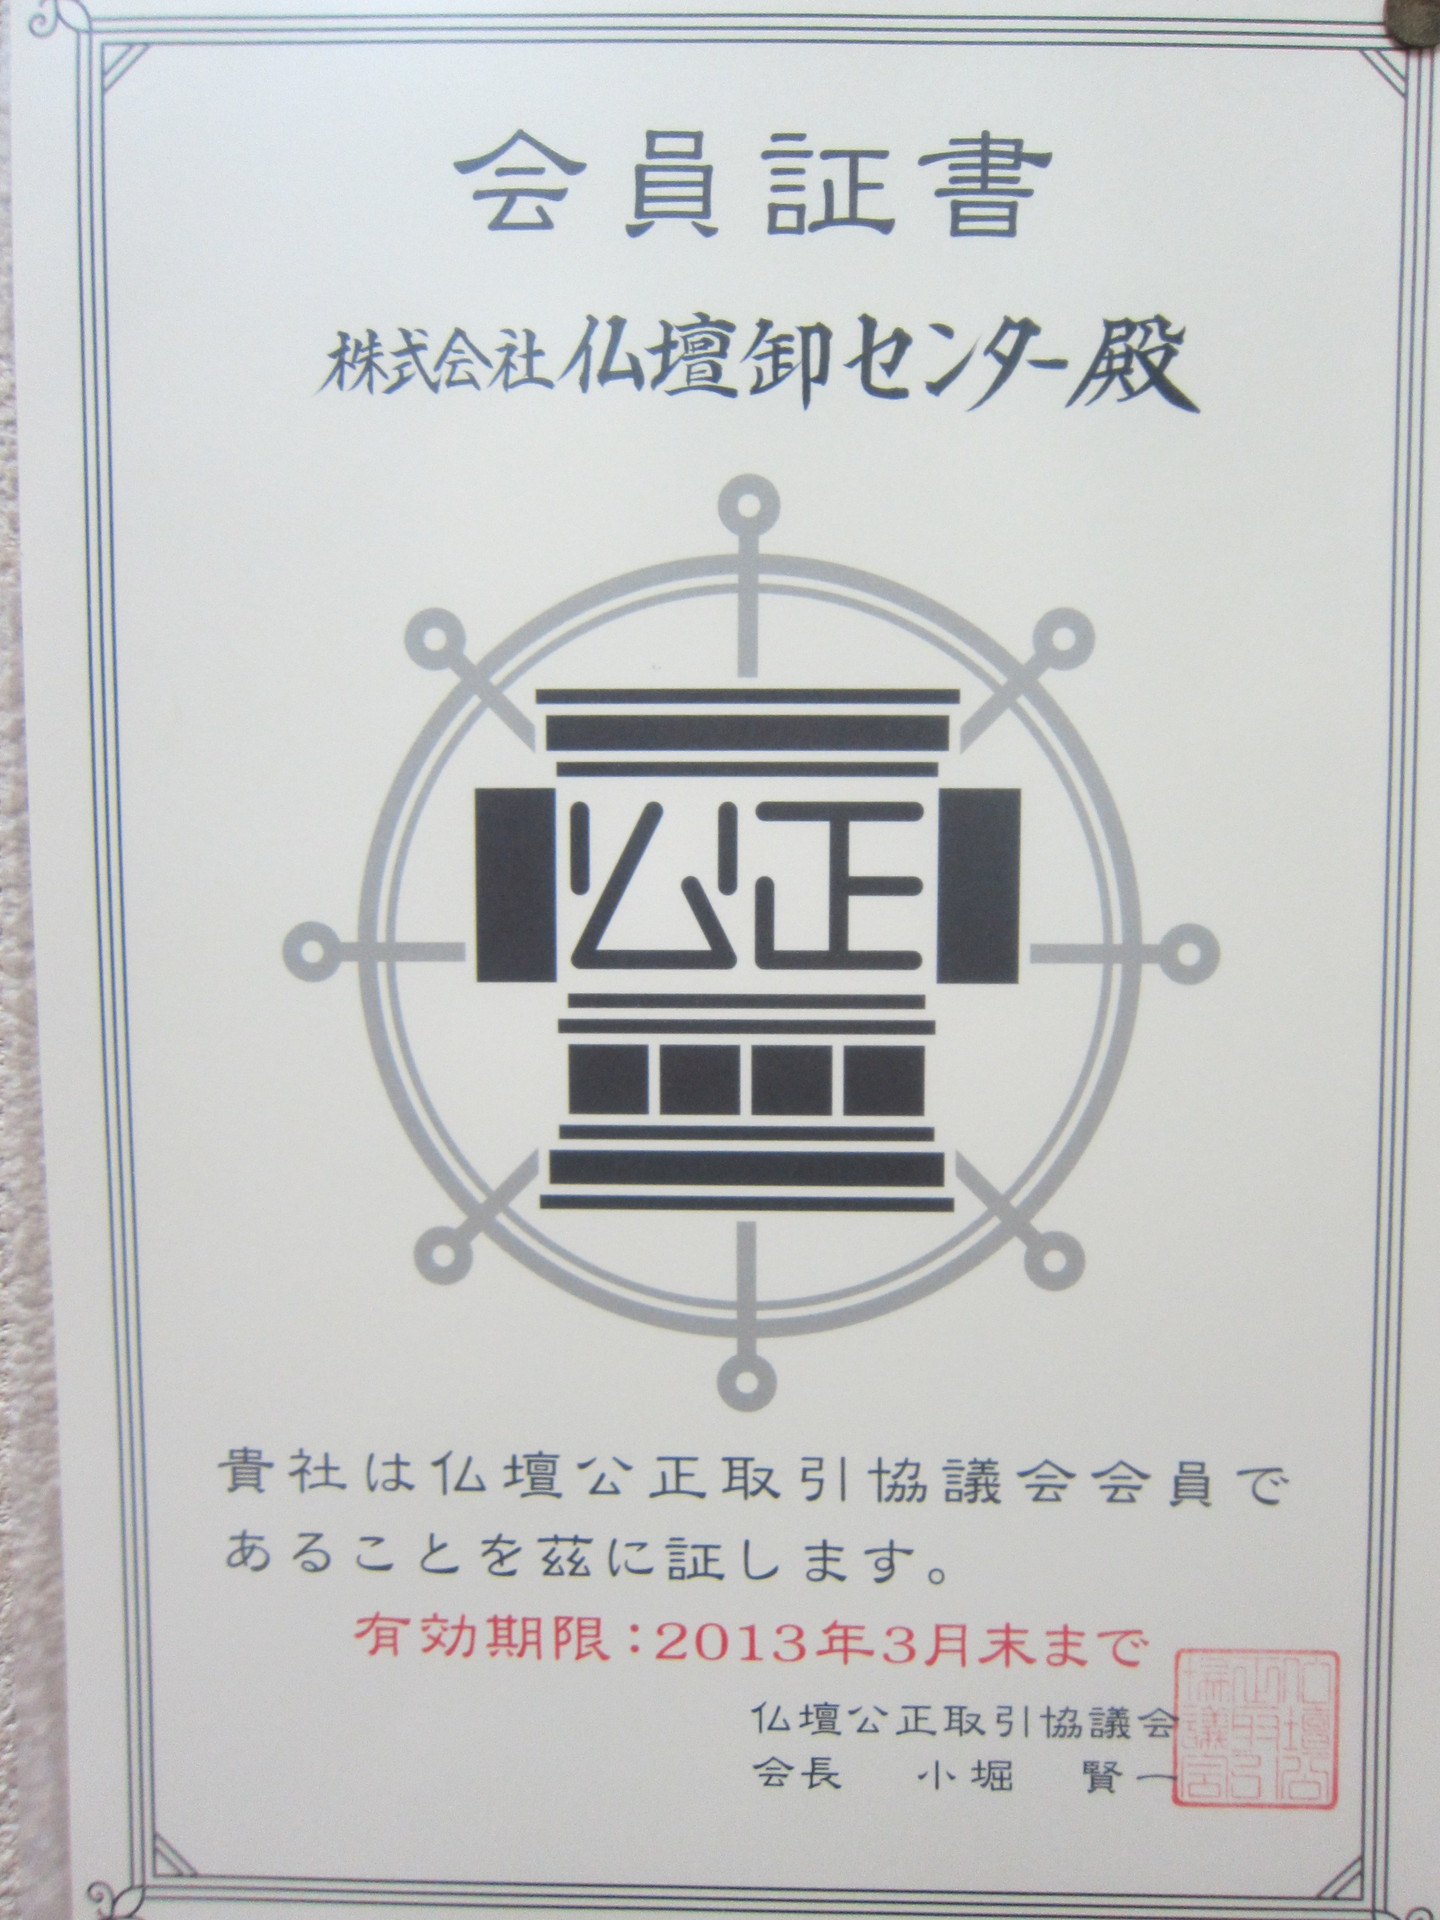 会員証書
株式会社仏壇卸センター殿
公正
貴社は仏壇公正取引協議会会員で
あることを茲に証します。
有効期限：2013年3月末まで
仏壇公正取引協議会
会長　小堀　賢一